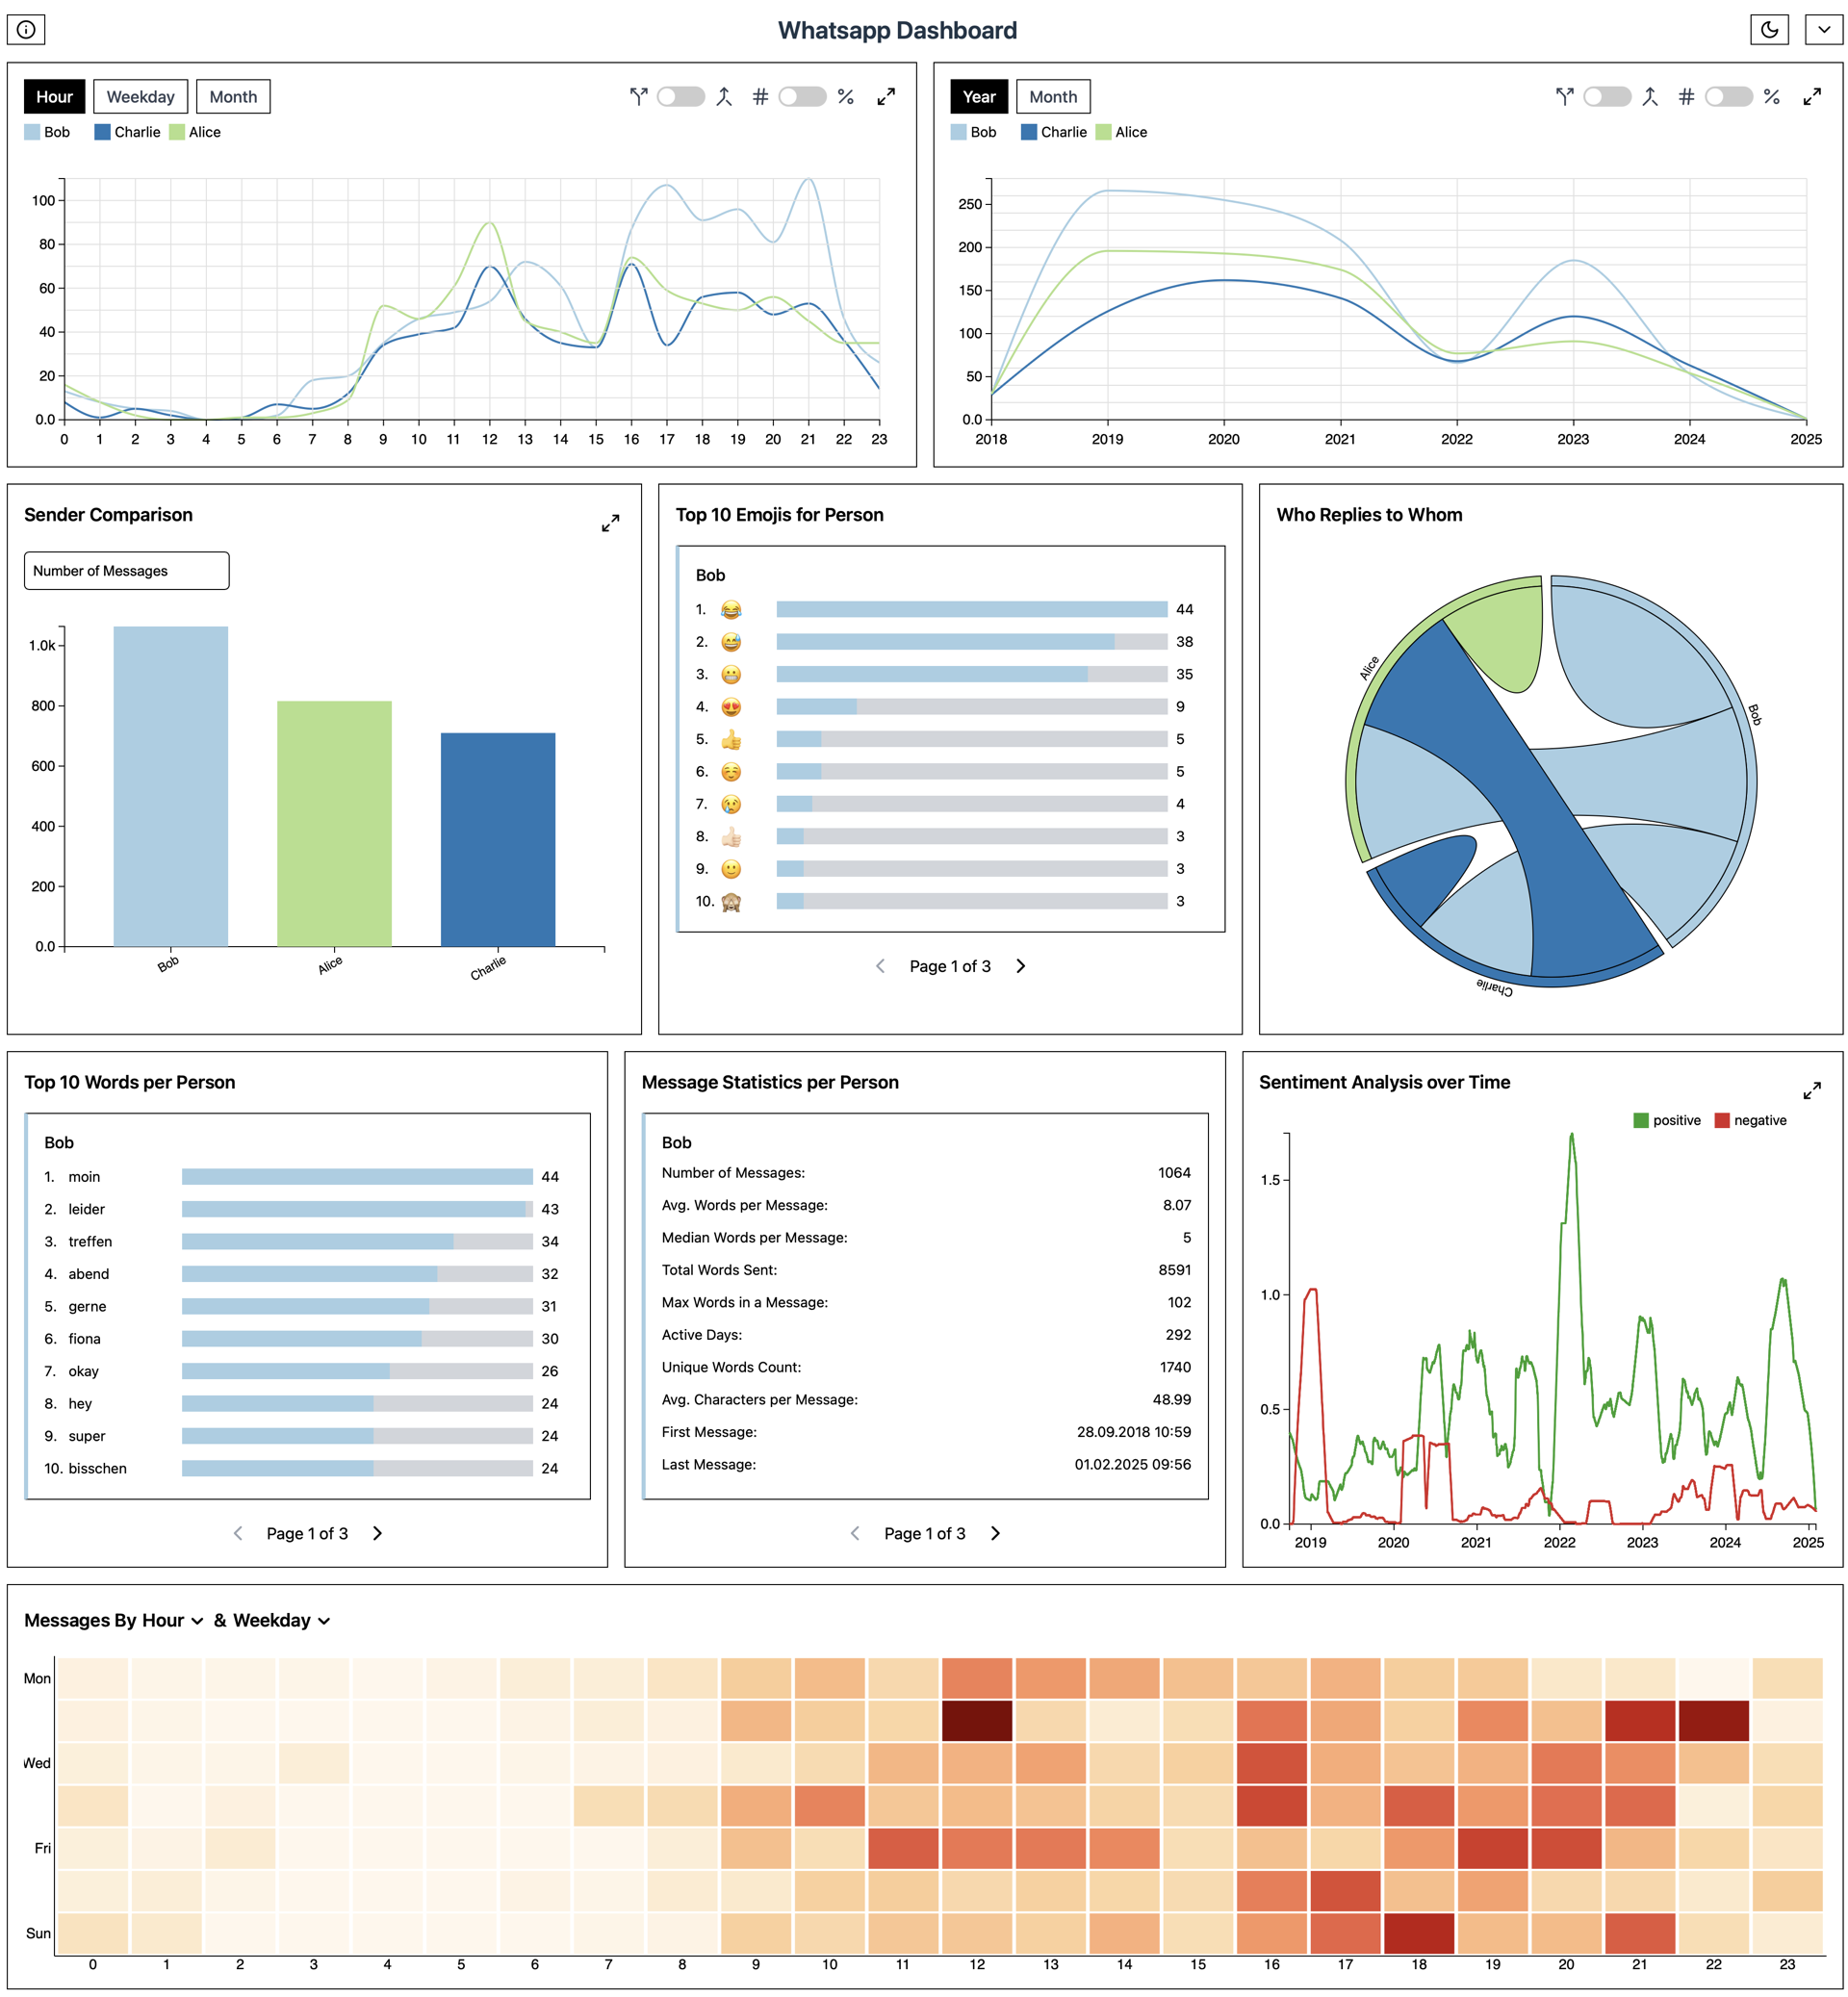 Whatsapp Dashboard
Hour Weekday Month # %
Bob Charlie Alice
100
80
60
40
20
0.0
0 1 2 3 4 5 6 7 8 9 10 11 12 13 14 15 16 17 18 19 20 21 22 23
Year Month # %
Bob Charlie Alice
250
200
150
100
50
0.0
2018 2019 2020 2021 2022 2023 2024 2025
Sender Comparison
Number of Messages
1.0k
800
600
400
200
0.0
Bob Alice Charlie
Top 10 Emojis for Person
Bob
1. 😂 44
2. 😅 38
3. 😬 35
4. 😍 9
5. 👍 5
6. ☺️ 5
7. 😢 4
8. 👍🏻 3
9. 🙂 3
10. 🙈 3
Page 1 of 3
Who Replies to Whom
Alice
Bob
Charlie
Top 10 Words per Person
Bob
1. moin 44
2. leider 43
3. treffen 34
4. abend 32
5. gerne 31
6. fiona 30
7. okay 26
8. hey 24
9. super 24
10. bisschen 24
Page 1 of 3
Message Statistics per Person
Bob
Number of Messages: 1064
Avg. Words per Message: 8.07
Median Words per Message: 5
Total Words Sent: 8591
Max Words in a Message: 102
Active Days: 292
Unique Words Count: 1740
Avg. Characters per Message: 48.99
First Message: 28.09.2018 10:59
Last Message: 01.02.2025 09:56
Page 1 of 3
Sentiment Analysis over Time
positive negative
1.5
1.0
0.5
0.0
2019 2020 2021 2022 2023 2024 2025
Messages By Hour & Weekday
Mon
Wed
Fri
Sun
0 1 2 3 4 5 6 7 8 9 10 11 12 13 14 15 16 17 18 19 20 21 22 23